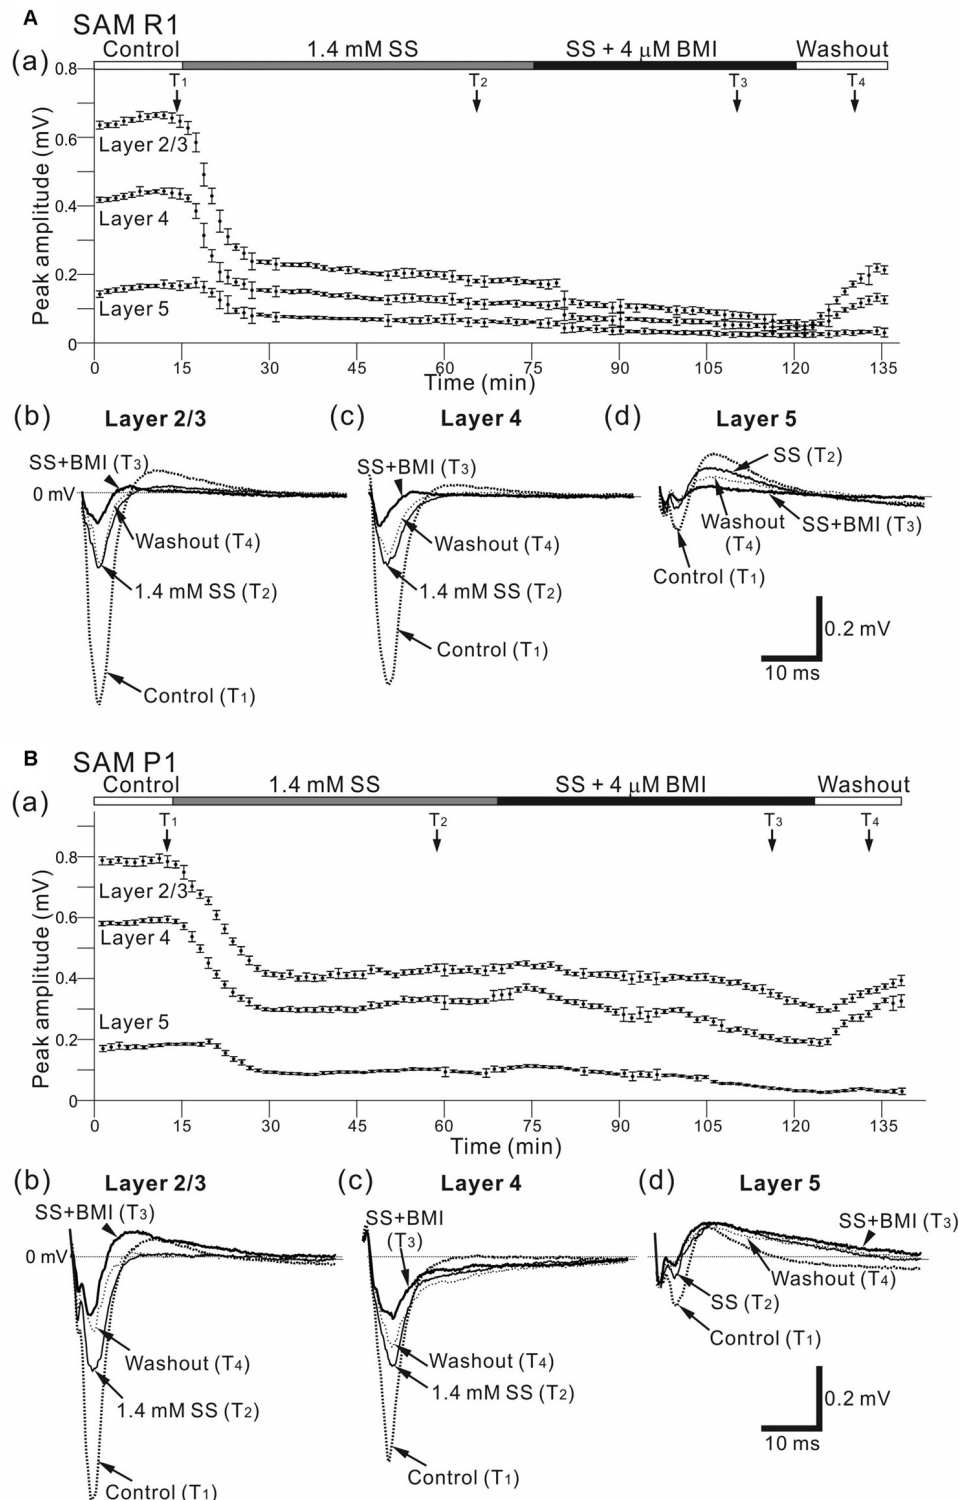 A
SAM R1
(a)
Control 1.4 mM SS SS + 4 μM BMI Washout
T1 T2 T3 T4
Peak amplitude (mV)
0.8
0.6
0.4
0.2
0
Layer 2/3
Layer 4
Layer 5
0 15 30 45 60 75 90 105 120 135
Time (min)
(b) Layer 2/3
SS+BMI (T3)
0 mV
Washout (T4)
1.4 mM SS (T2)
Control (T1)
(c) Layer 4
SS+BMI (T3)
Washout (T4)
1.4 mM SS (T2)
Control (T1)
(d) Layer 5
SS (T2)
Washout
(T4)
SS+BMI (T3)
Control (T1)
0.2 mV
10 ms
B
SAM P1
(a)
Control 1.4 mM SS SS + 4 μM BMI Washout
T1 T2 T3 T4
Peak amplitude (mV)
0.8
0.6
0.4
0.2
0
Layer 2/3
Layer 4
Layer 5
0 15 30 45 60 75 90 105 120 135
Time (min)
(b) Layer 2/3
SS+BMI (T3)
0 mV
Washout (T4)
1.4 mM SS (T2)
Control (T1)
(c) Layer 4
SS+BMI
(T3)
Washout (T4)
1.4 mM SS (T2)
Control (T1)
(d) Layer 5
SS+BMI (T3)
Washout (T4)
SS (T2)
Control (T1)
0.2 mV
10 ms